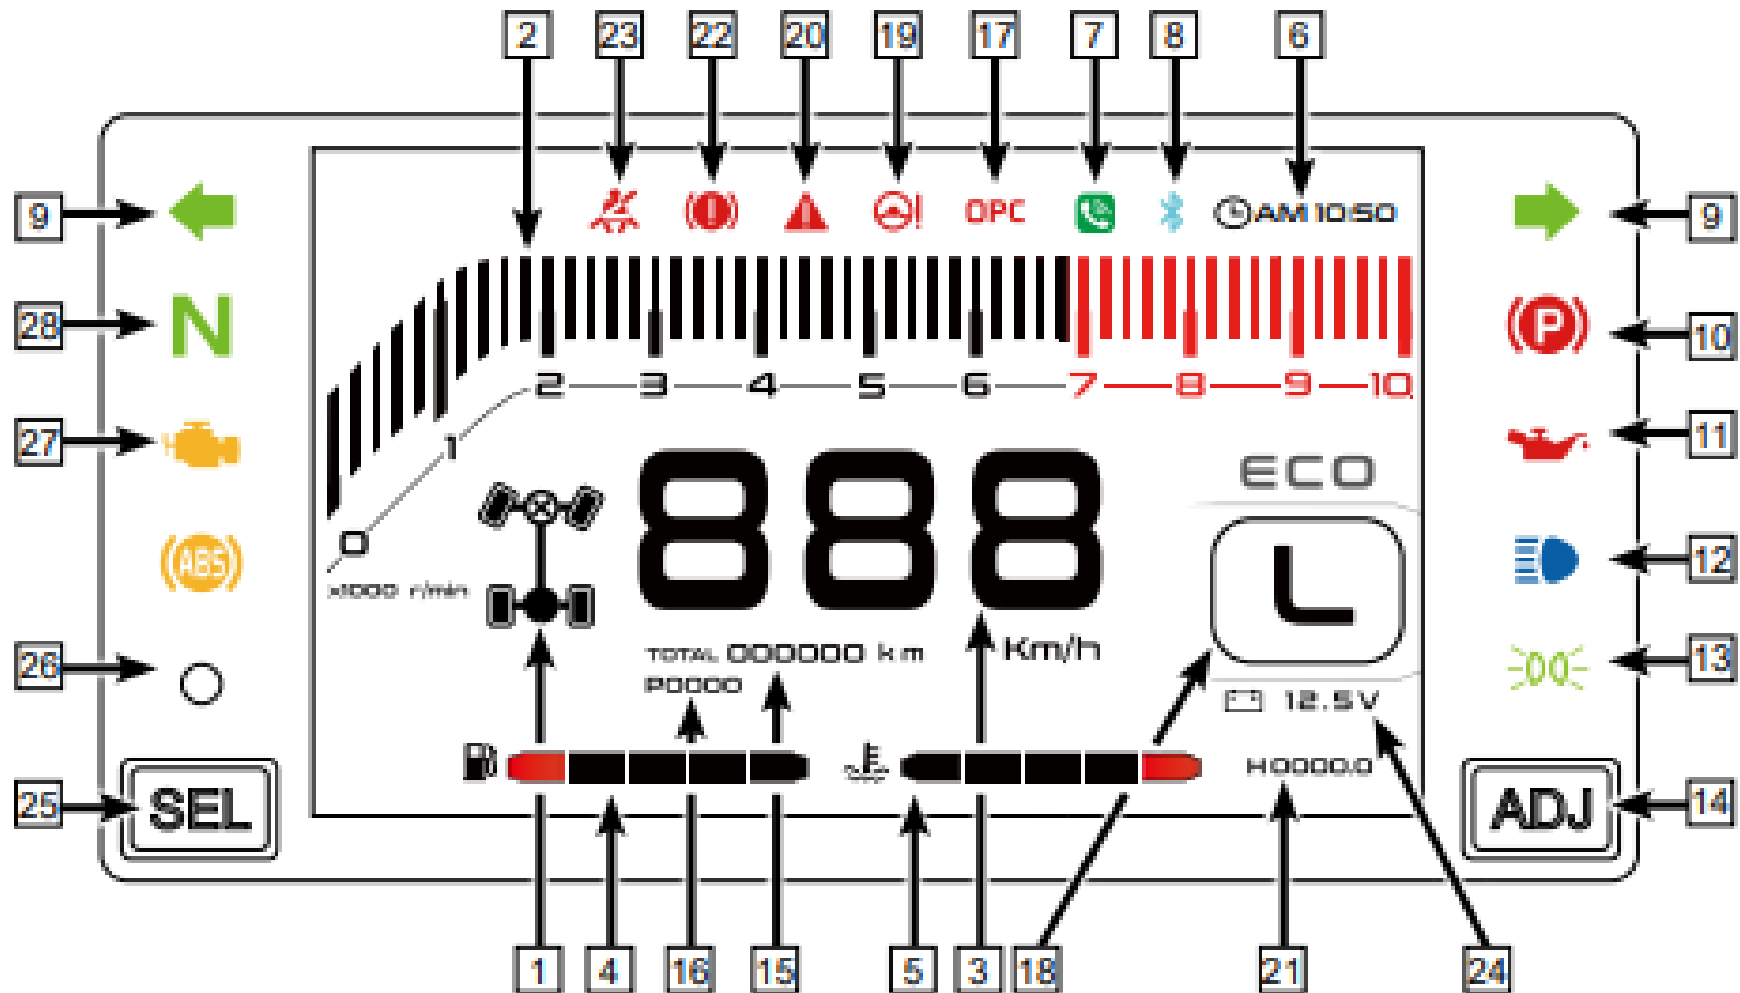 2 23 22 20 19 17 7 8 6
9 OPC AM 10:50 9
28 N P 10
2 3 4 5 6 7 8 9 10
27 1 11
ECO
ABS 888 L 12
0
x1000 r/min
26 TOTAL 000000 km Km/h 13
P0000 12.5V
H0000.0
25 SEL ADJ 14
1 4 16 15 5 3 18 21 24